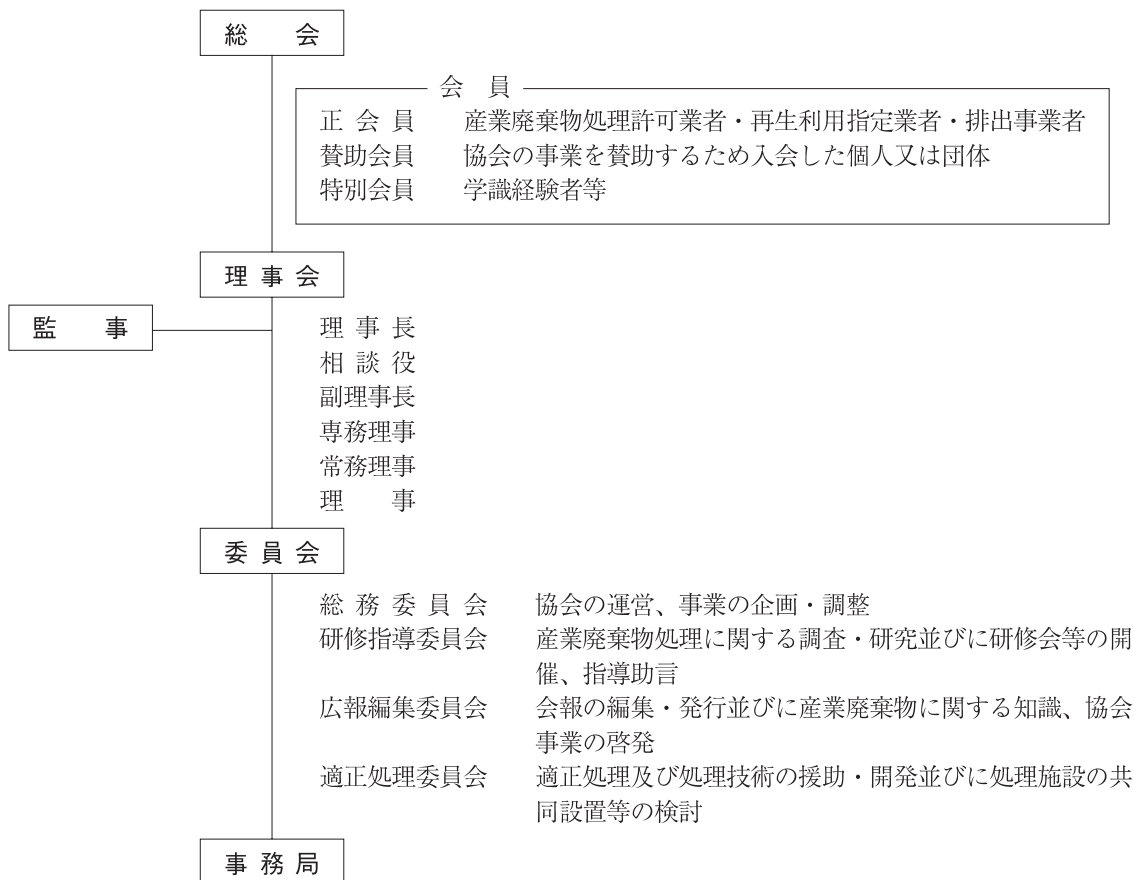 総　会
会　員
正 会 員　産業廃棄物処理許可業者・再生利用指定業者・排出事業者
賛助会員　協会の事業を賛助するため入会した個人又は団体
特別会員　学識経験者等
理 事 会
監　事
理 事 長
相 談 役
副理事長
専務理事
常務理事
理　事
委 員 会
総 務 委 員 会　協会の運営、事業の企画・調整
研修指導委員会　産業廃棄物処理に関する調査・研究並びに研修会等の開
催、指導助言
広報編集委員会　会報の編集・発行並びに産業廃棄物に関する知識、協会
事業の啓発
適正処理委員会　適正処理及び処理技術の援助・開発並びに処理施設の共
同設置等の検討
事 務 局